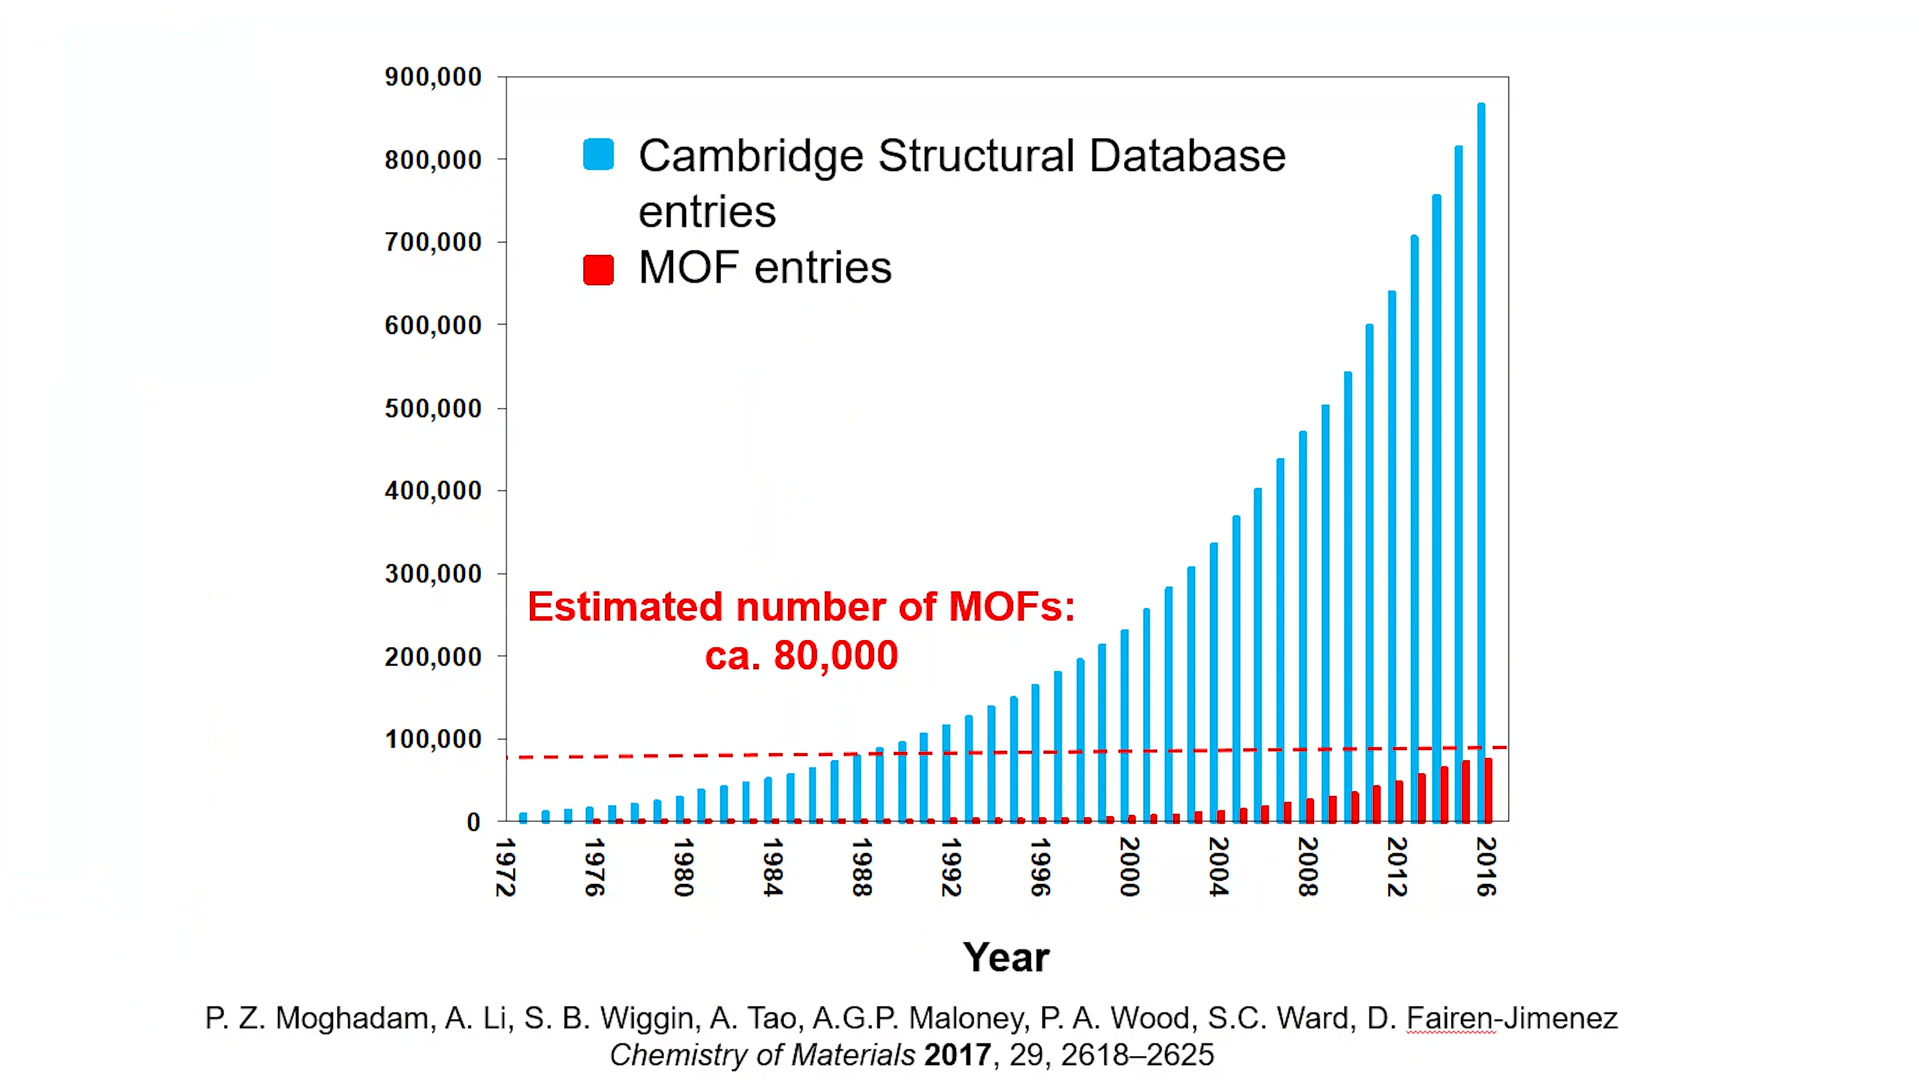 900,000
800,000
700,000
600,000
500,000
400,000
300,000
200,000
100,000
0
Cambridge Structural Database
entries
MOF entries
Estimated number of MOFs:
ca. 80,000
1972
1976
1980
1984
1988
1992
1996
2000
2004
2008
2012
2016
Year
P. Z. Moghadam, A. Li, S. B. Wiggin, A. Tao, A.G.P. Maloney, P. A. Wood, S.C. Ward, D. Fairen-Jimenez
Chemistry of Materials 2017, 29, 2618–2625